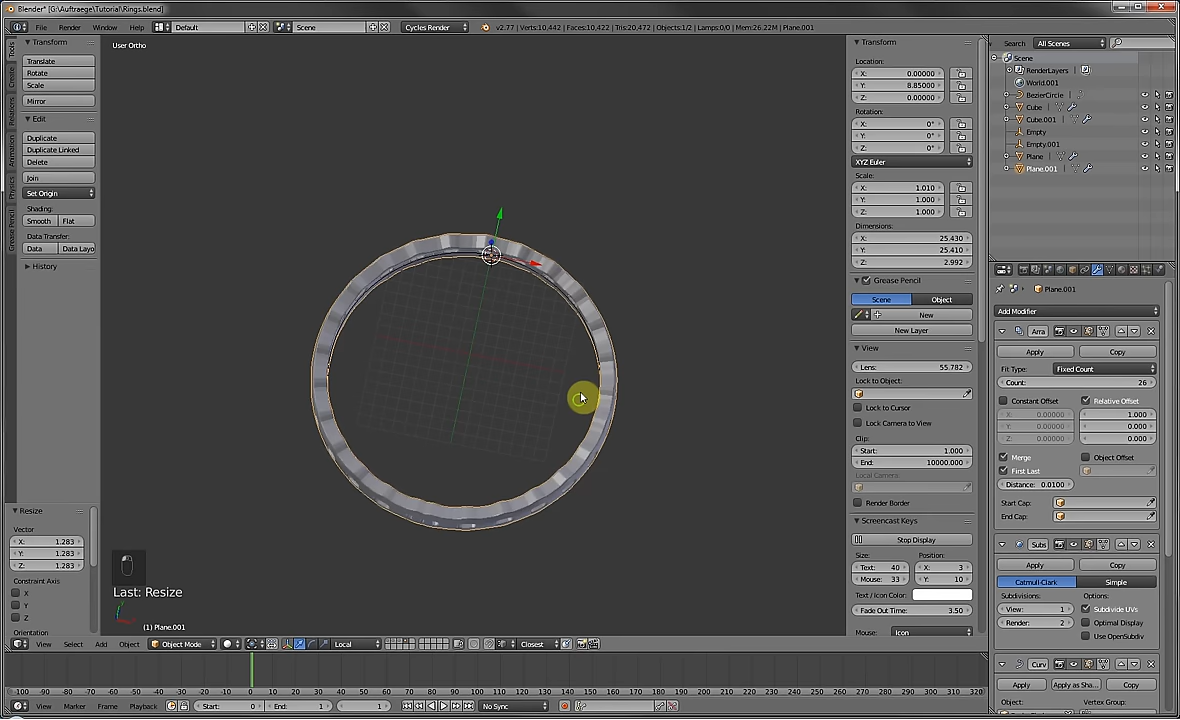 Blender* [G:\Auftraege\Tutorial\Rings.blend]
File Render Window Help Default Scene Cycles Render v2.77 | Verts:10,442 | Faces:10,422 | Tris:20,472 | Objects:1/2 | Lamps:0/0 | Mem:26.22M | Plane.001
Tools
Create
Relations
Animation
Physics
Grease Pencil
Transform
Translate
Rotate
Scale
Mirror
Edit
Duplicate
Duplicate Linked
Delete
Join
Set Origin
Shading:
Smooth Flat
Data Transfer:
Data Data Layo
History
Resize
Vector
X: 1.283
Y: 1.283
Z: 1.283
Constraint Axis
X
Y
Z
Orientation
User Ortho
Last: Resize
(1) Plane.001
Transform
Location:
X: 0.00000
Y: 8.85000
Z: 0.00000
Rotation:
X: 0°
Y: 0°
Z: 0°
XYZ Euler
Scale:
X: 1.010
Y: 1.000
Z: 1.000
Dimensions:
X: 25.430
Y: 25.410
Z: 2.992
Grease Pencil
Scene Object
New
New Layer
View
Lens: 55.782
Lock to Object:
Lock to Cursor
Lock Camera to View
Clip:
Start: 1.000
End: 10000.000
Local Camera:
Render Border
Screencast Keys
Stop Display
Size: Position:
Text: 40 X: 3
Mouse: 33 Y: 10
Text / Icon Color:
Fade Out Time: 3.50
Mouse: Icon
Search All Scenes
Scene
RenderLayers
World.001
BezierCircle
Cube
Cube.001
Empty
Empty.001
Plane
Plane.001
Plane.001
Add Modifier
Arra
Apply Copy
Fit Type: Fixed Count
Count: 26
Constant Offset Relative Offset
X: 0.00000 1.000
Y: 0.00000 0.000
Z: 0.00000 0.000
Merge Object Offset
First Last
Distance: 0.0100
Start Cap:
End Cap:
Subs
Apply Copy
Catmull-Clark Simple
Subdivisions: Options:
View: 1 Subdivide UVs
Render: 2 Optimal Display
Use OpenSubdiv
Curv
Apply Apply as Sha... Copy
Object: Vertex Group:
View Select Add Object Object Mode Local Closest
-100 -90 -80 -70 -60 -50 -40 -30 -20 -10 0 10 20 30 40 50 60 70 80 90 100 110 120 130 140 150 160 170 180 190 200 210 220 230 240 250 260 270 280 290 300 310 320
View Marker Frame Playback Start: 0 End: 1 1 No Sync